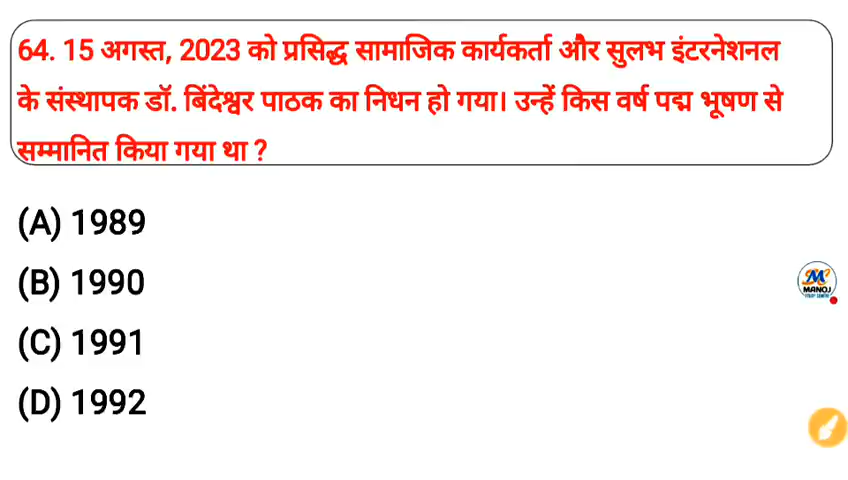 64. 15 अगस्त, 2023 को प्रसिद्ध सामाजिक कार्यकर्ता और सुलभ इंटरनेशनल
के संस्थापक डॉ. बिंदेश्वर पाठक का निधन हो गया। उन्हें किस वर्ष पद्म भूषण से
सम्मानित किया गया था ?
(A) 1989
(B) 1990
(C) 1991
(D) 1992
MANOJ